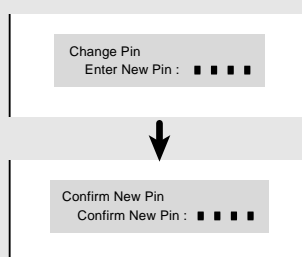 Change Pin
Enter New Pin : ∎ ∎ ∎ ∎
Confirm New Pin
Confirm New Pin : ∎ ∎ ∎ ∎